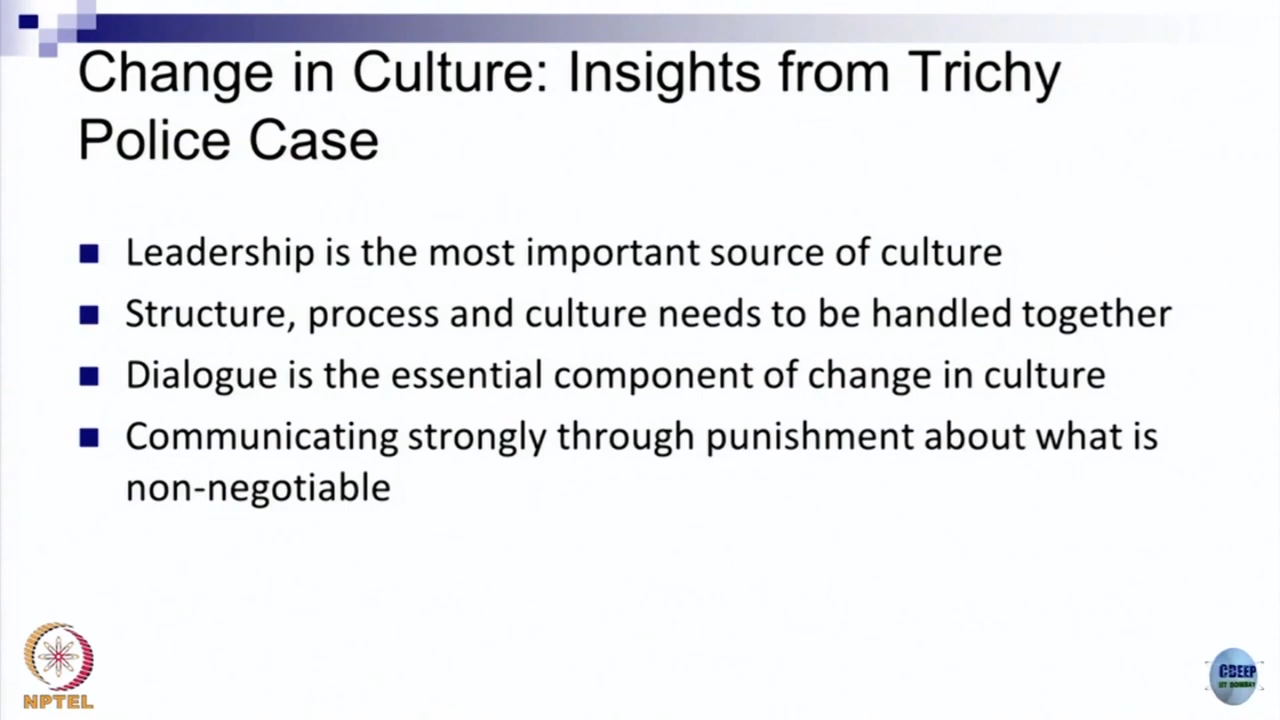 Change in Culture: Insights from Trichy
Police Case
Leadership is the most important source of culture
Structure, process and culture needs to be handled together
Dialogue is the essential component of change in culture
Communicating strongly through punishment about what is
non-negotiable
NPTEL
CDEEP
IIT BOMBAY